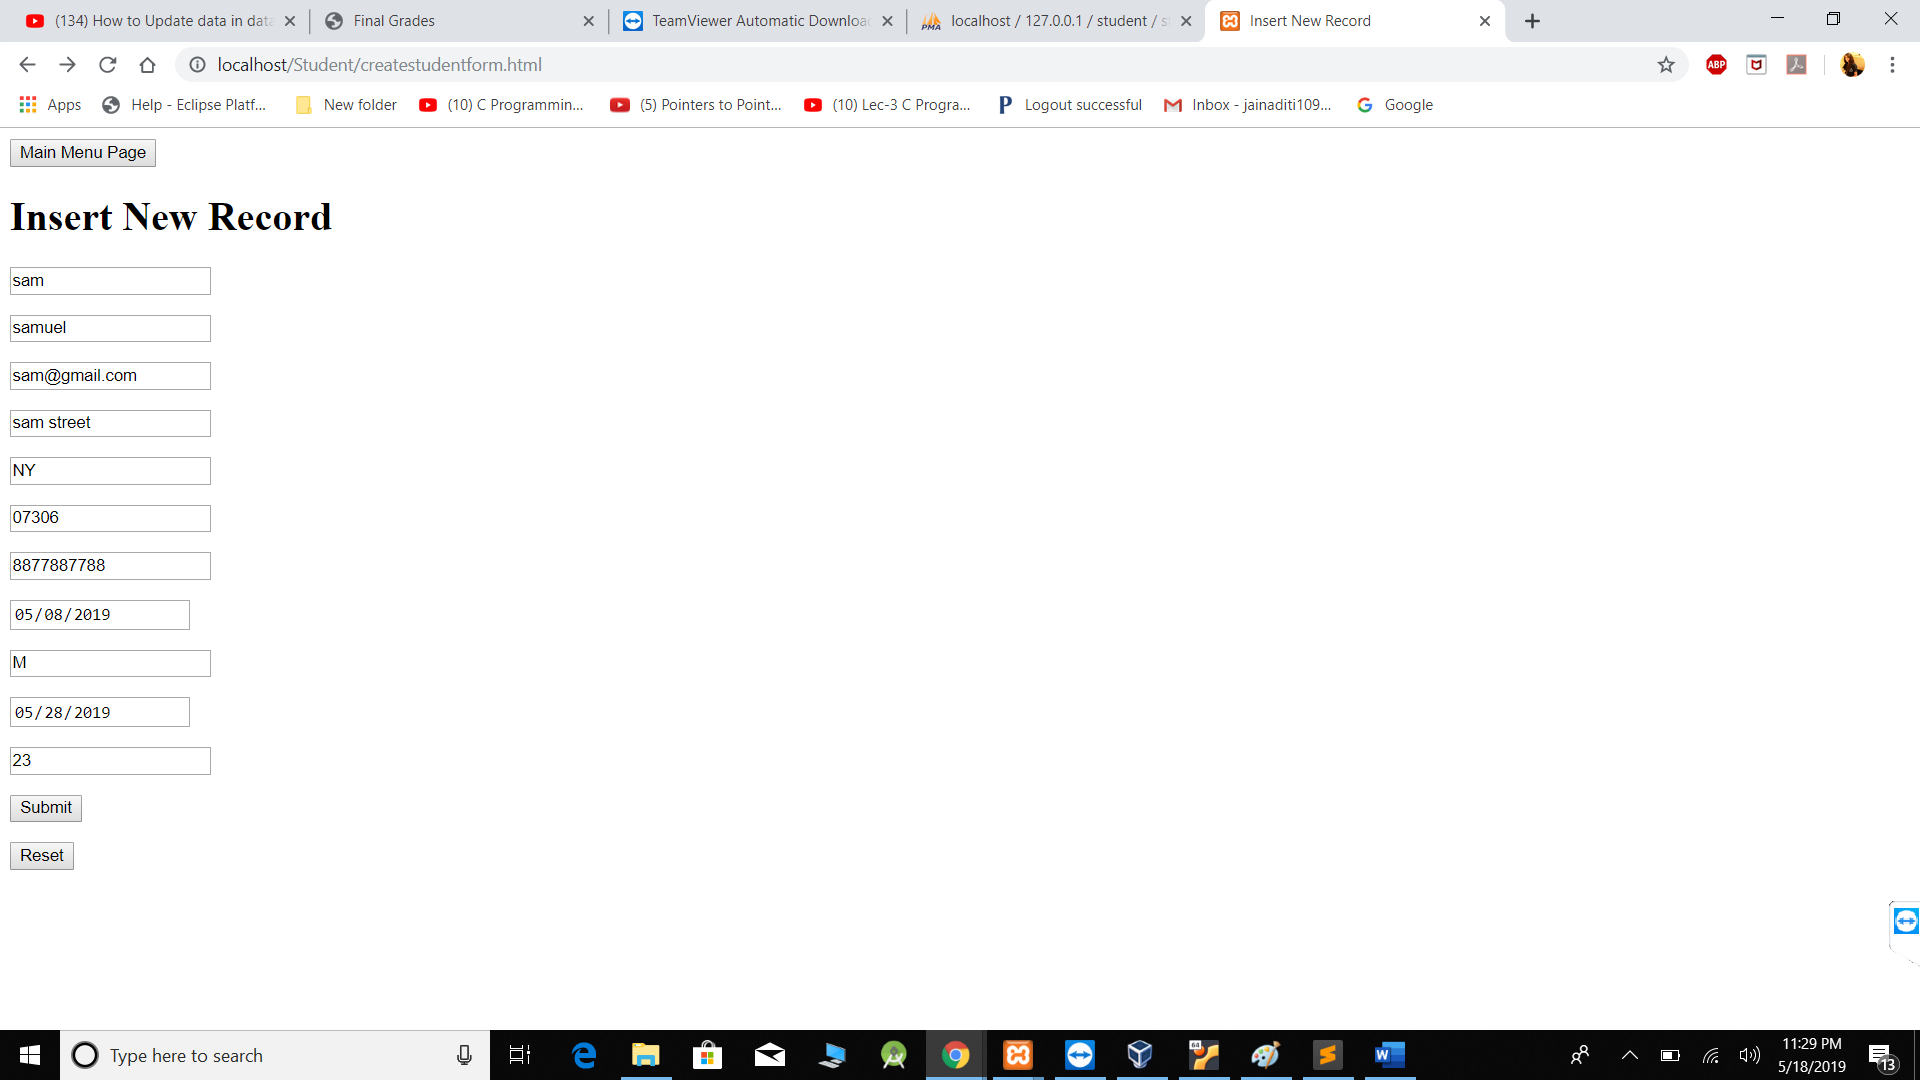 (134) How to Update data in data
Final Grades
TeamViewer Automatic Downloa
localhost / 127.0.0.1 / student / s
Insert New Record
localhost/Student/createstudentform.html
ABP
Apps
Help - Eclipse Platf...
New folder
(10) C Programmin...
(5) Pointers to Point...
(10) Lec-3 C Progra...
Logout successful
Inbox - jainaditi109...
Google
Main Menu Page
Insert New Record
sam
samuel
sam@gmail.com
sam street
NY
07306
8877887788
05/08/2019
M
05/28/2019
23
Submit
Reset
Type here to search
11:29 PM
5/18/2019
13